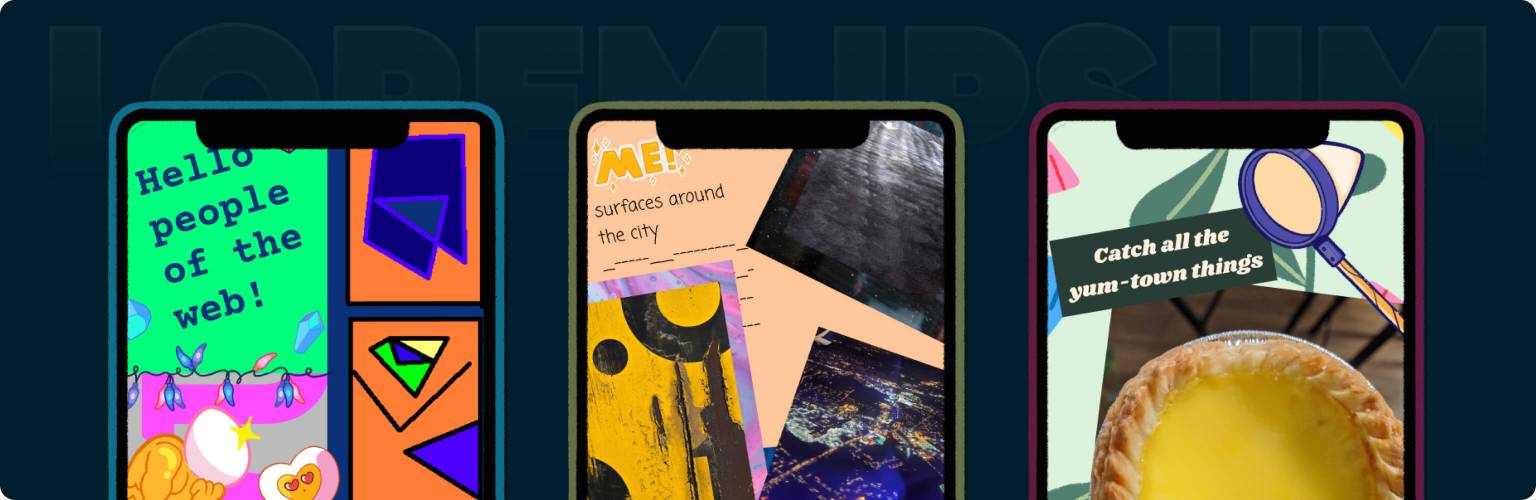 LOREM IPSUM
Hello
people
of the
web!
ME!
surfaces around
the city
Catch all the
yum-town things